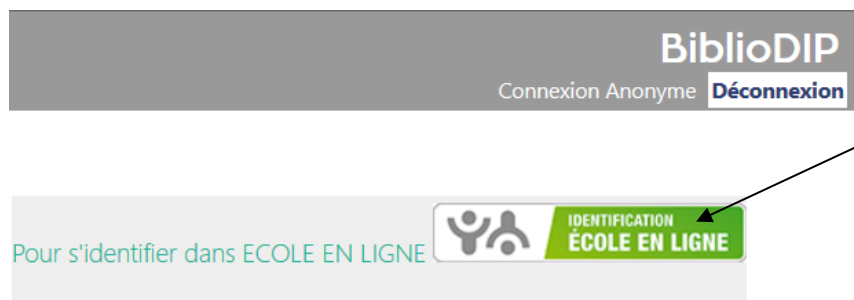 BiblioDIP
Connexion Anonyme Déconnexion
Pour s'identifier dans ECOLE EN LIGNE
IDENTIFICATION
ÉCOLE EN LIGNE